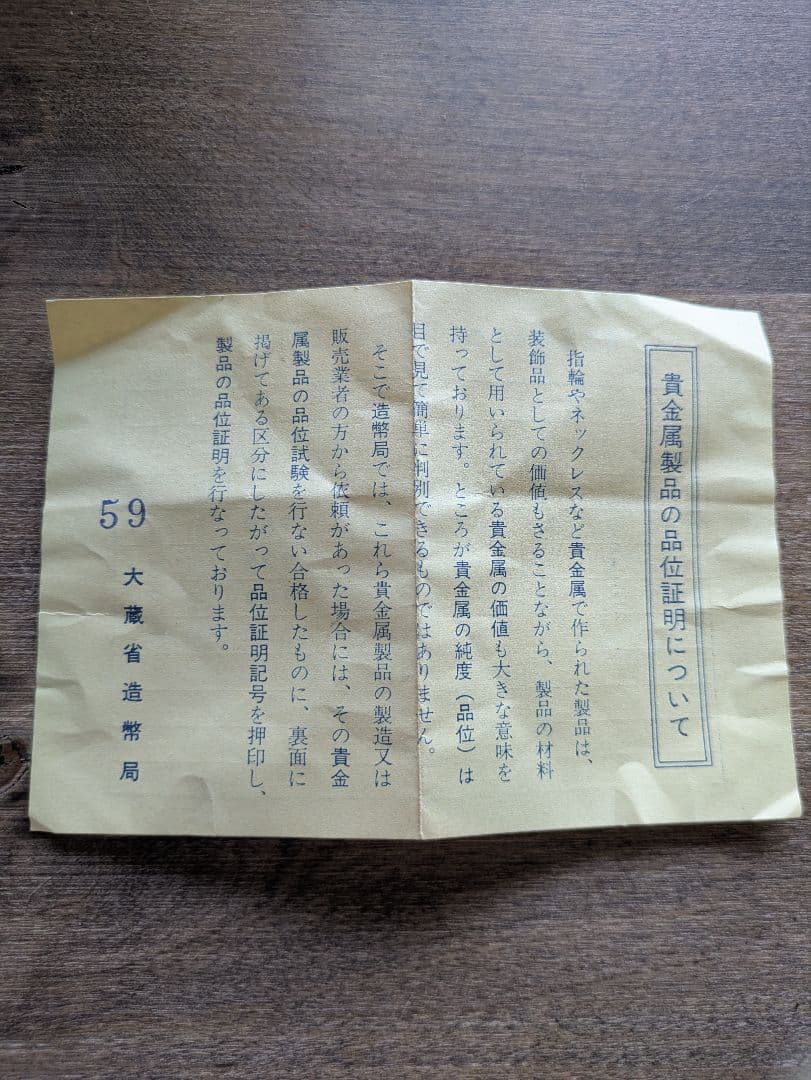 貴金属製品の品位証明について
指輪やネックレスなど貴金属で作られた製品は、
装飾品としての価値もさることながら、製品の材料
として用いられている貴金属の価値も大きな意味を
持っております。ところが貴金属の純度（品位）は
目で見て簡単に判別できるものではありません。
そこで造幣局では、これら貴金属製品の製造又は
販売業者の方から依頼があった場合には、その貴金
属製品の品位試験を行ない合格したものに、裏面に
掲げてある区分にしたがって品位証明記号を押印し、
製品の品位証明を行なっております。
大蔵省造幣局
59